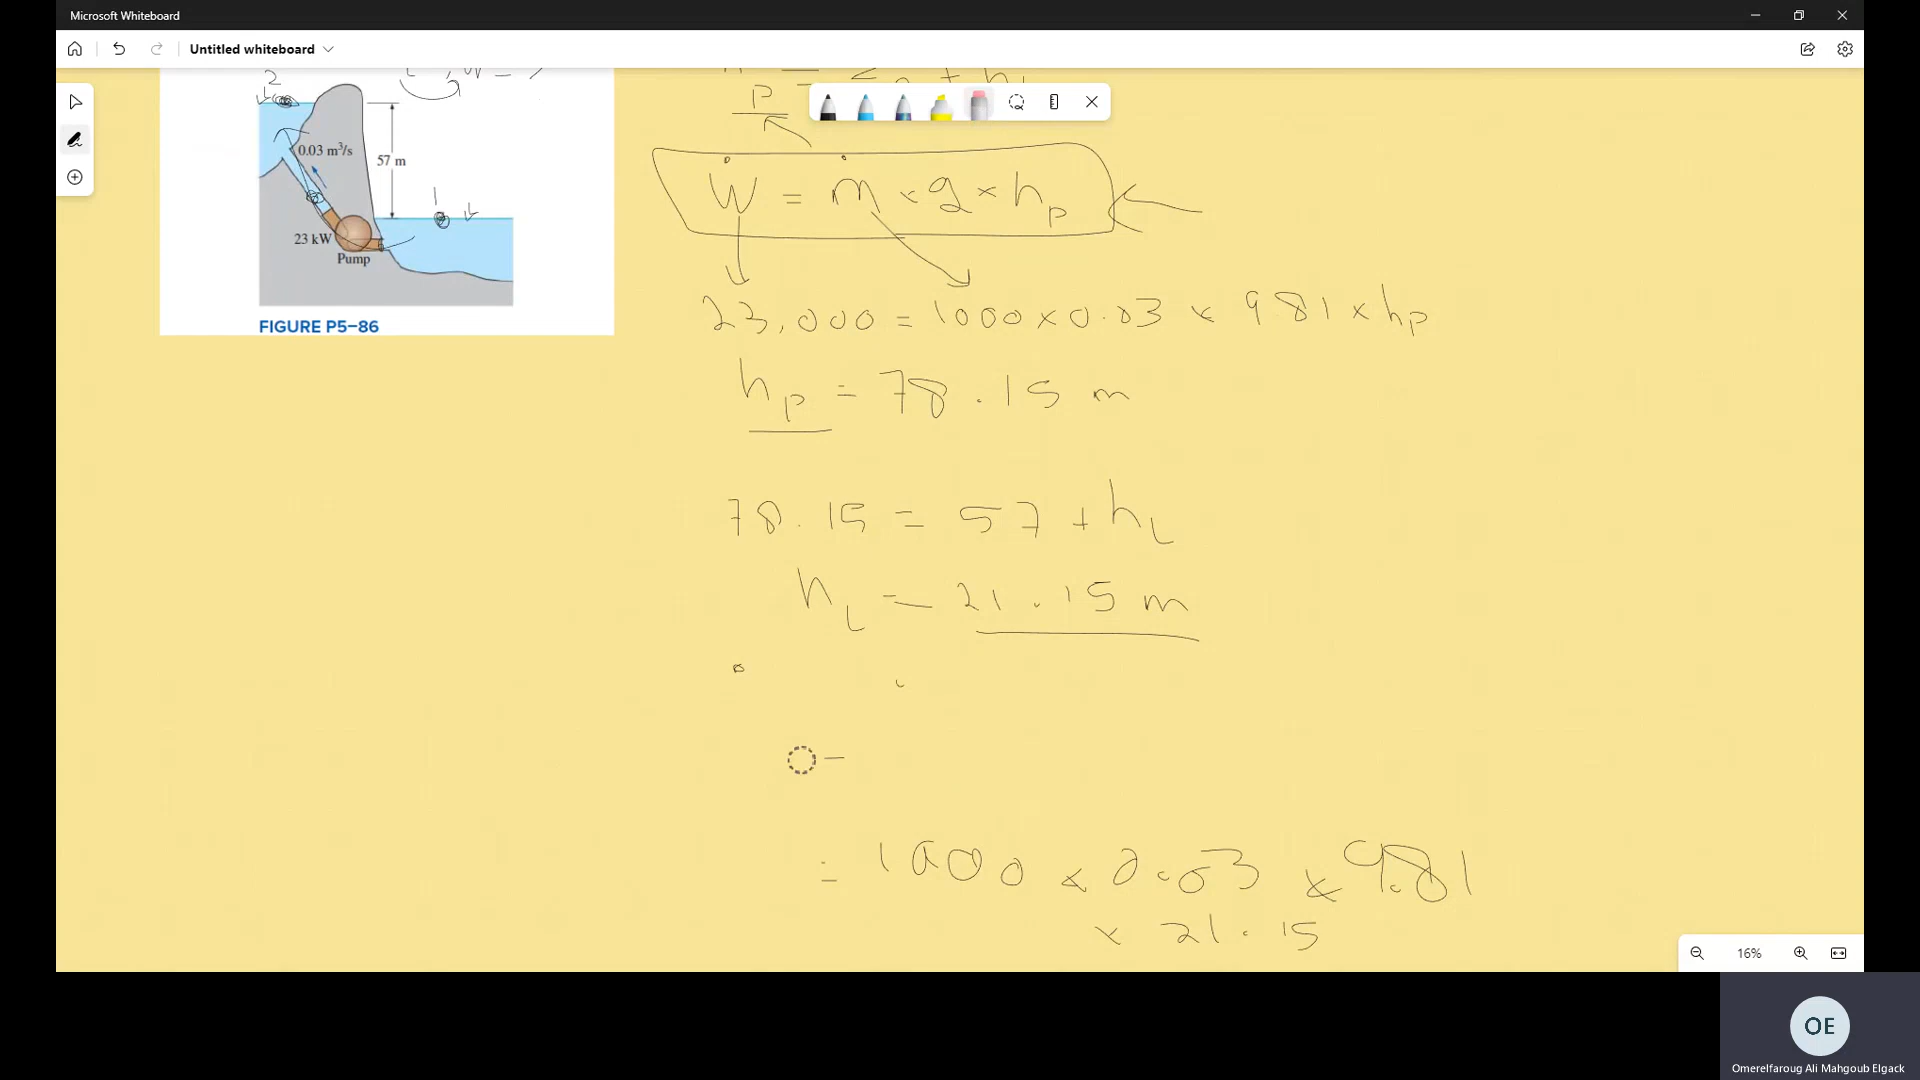 Microsoft Whiteboard
Untitled whiteboard
2
0.03 m³/s
57 m
1
23 kW
Pump
FIGURE P5–86
P =
Ẇ = ṁ × g × hp
23,000 = 1000 × 0.03 × 9.81 × hp
hp = 78.15 m
78.15 = 57 + hL
hL = 21.15 m
= 1000 × 0.03 × 9.81
× 21.15
16%
OE
Omerelfaroug Ali Mahgoub Elgack